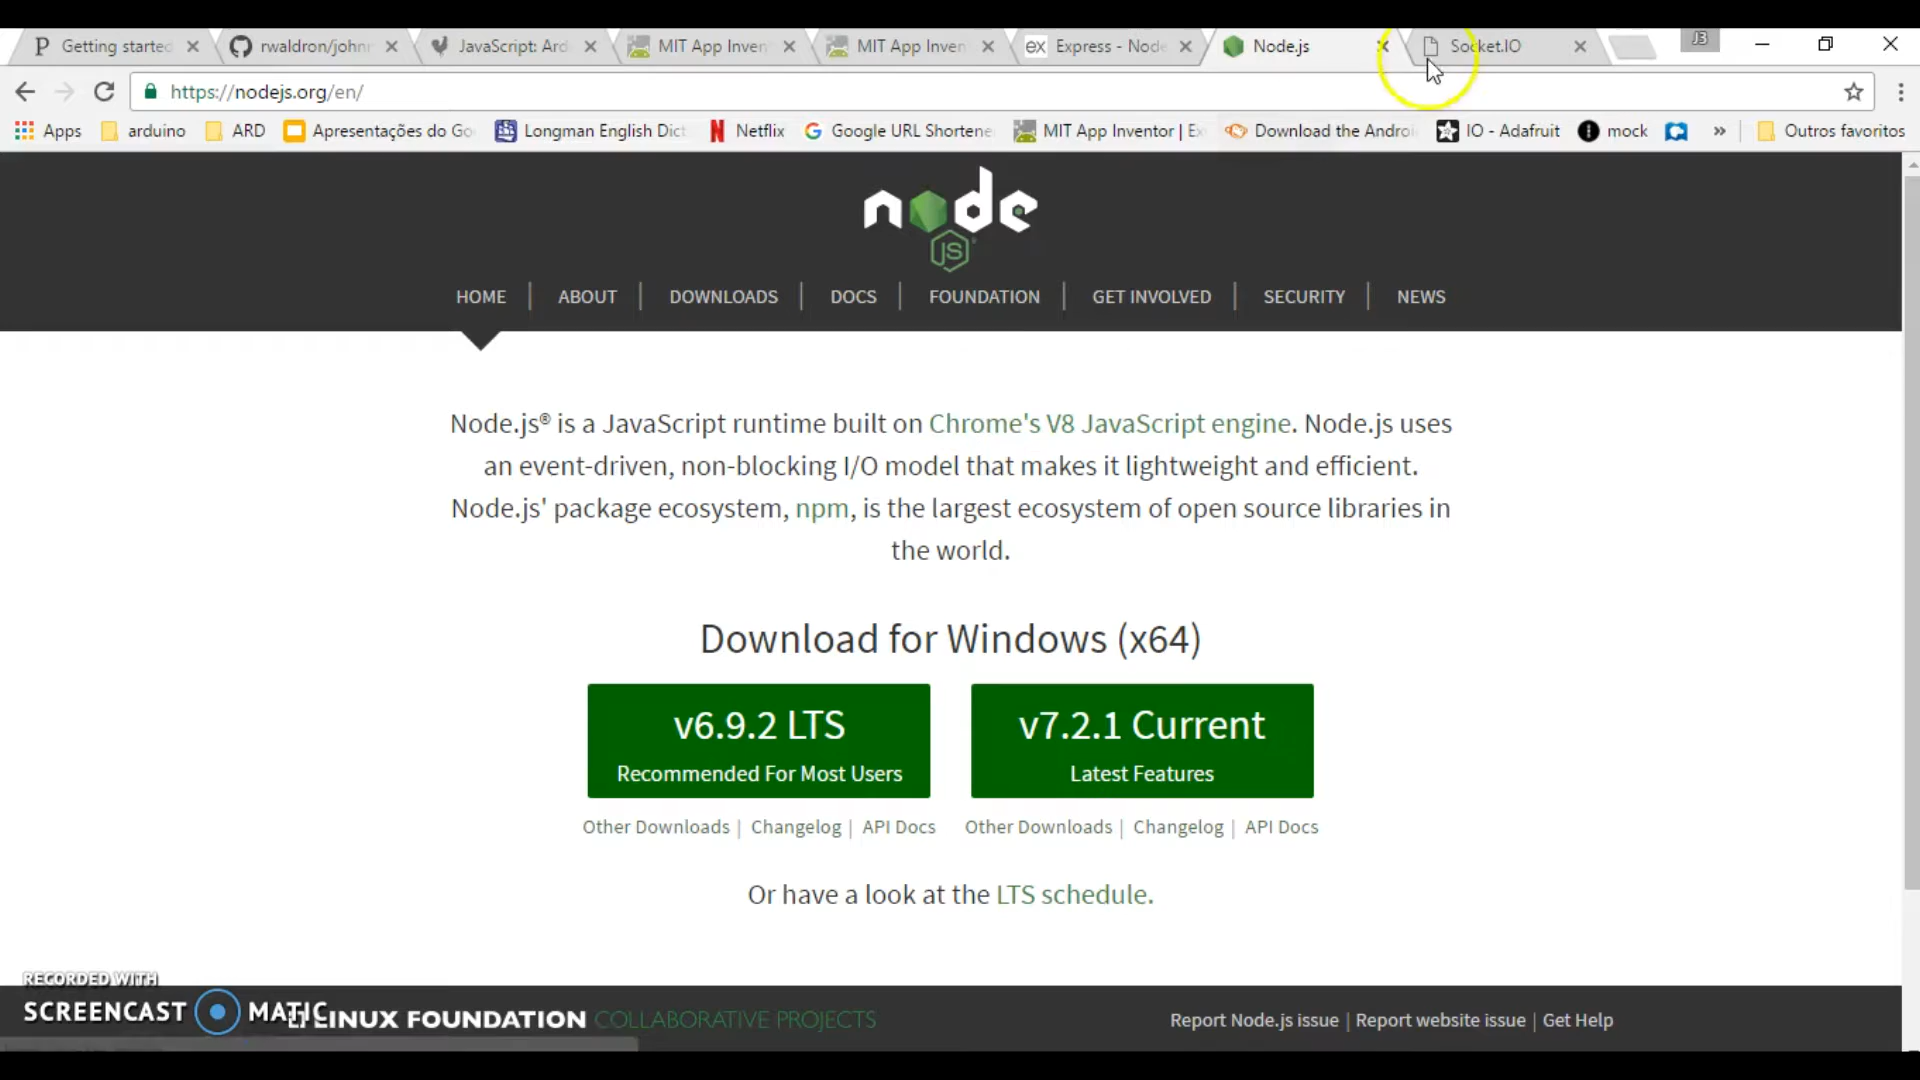 Getting started
rwaldron/johnn
JavaScript: Ard
MIT App Inven
MIT App Inven
ex Express - Node
Node.js
Socket.IO
J3
https://nodejs.org/en/
Apps
arduino
ARD
Apresentações do Go
Longman English Dict
Netflix
Google URL Shortene
MIT App Inventor | Ex
Download the Androi
IO - Adafruit
mock
»
Outros favoritos
node
JS
HOME
ABOUT
DOWNLOADS
DOCS
FOUNDATION
GET INVOLVED
SECURITY
NEWS
Node.js® is a JavaScript runtime built on Chrome's V8 JavaScript engine. Node.js uses
an event-driven, non-blocking I/O model that makes it lightweight and efficient.
Node.js' package ecosystem, npm, is the largest ecosystem of open source libraries in
the world.
Download for Windows (x64)
v6.9.2 LTS
Recommended For Most Users
v7.2.1 Current
Latest Features
Other Downloads | Changelog | API Docs
Other Downloads | Changelog | API Docs
Or have a look at the LTS schedule.
RECORDED WITH
SCREENCAST MATIC
LINUX FOUNDATION COLLABORATIVE PROJECTS
Report Node.js issue | Report website issue | Get Help